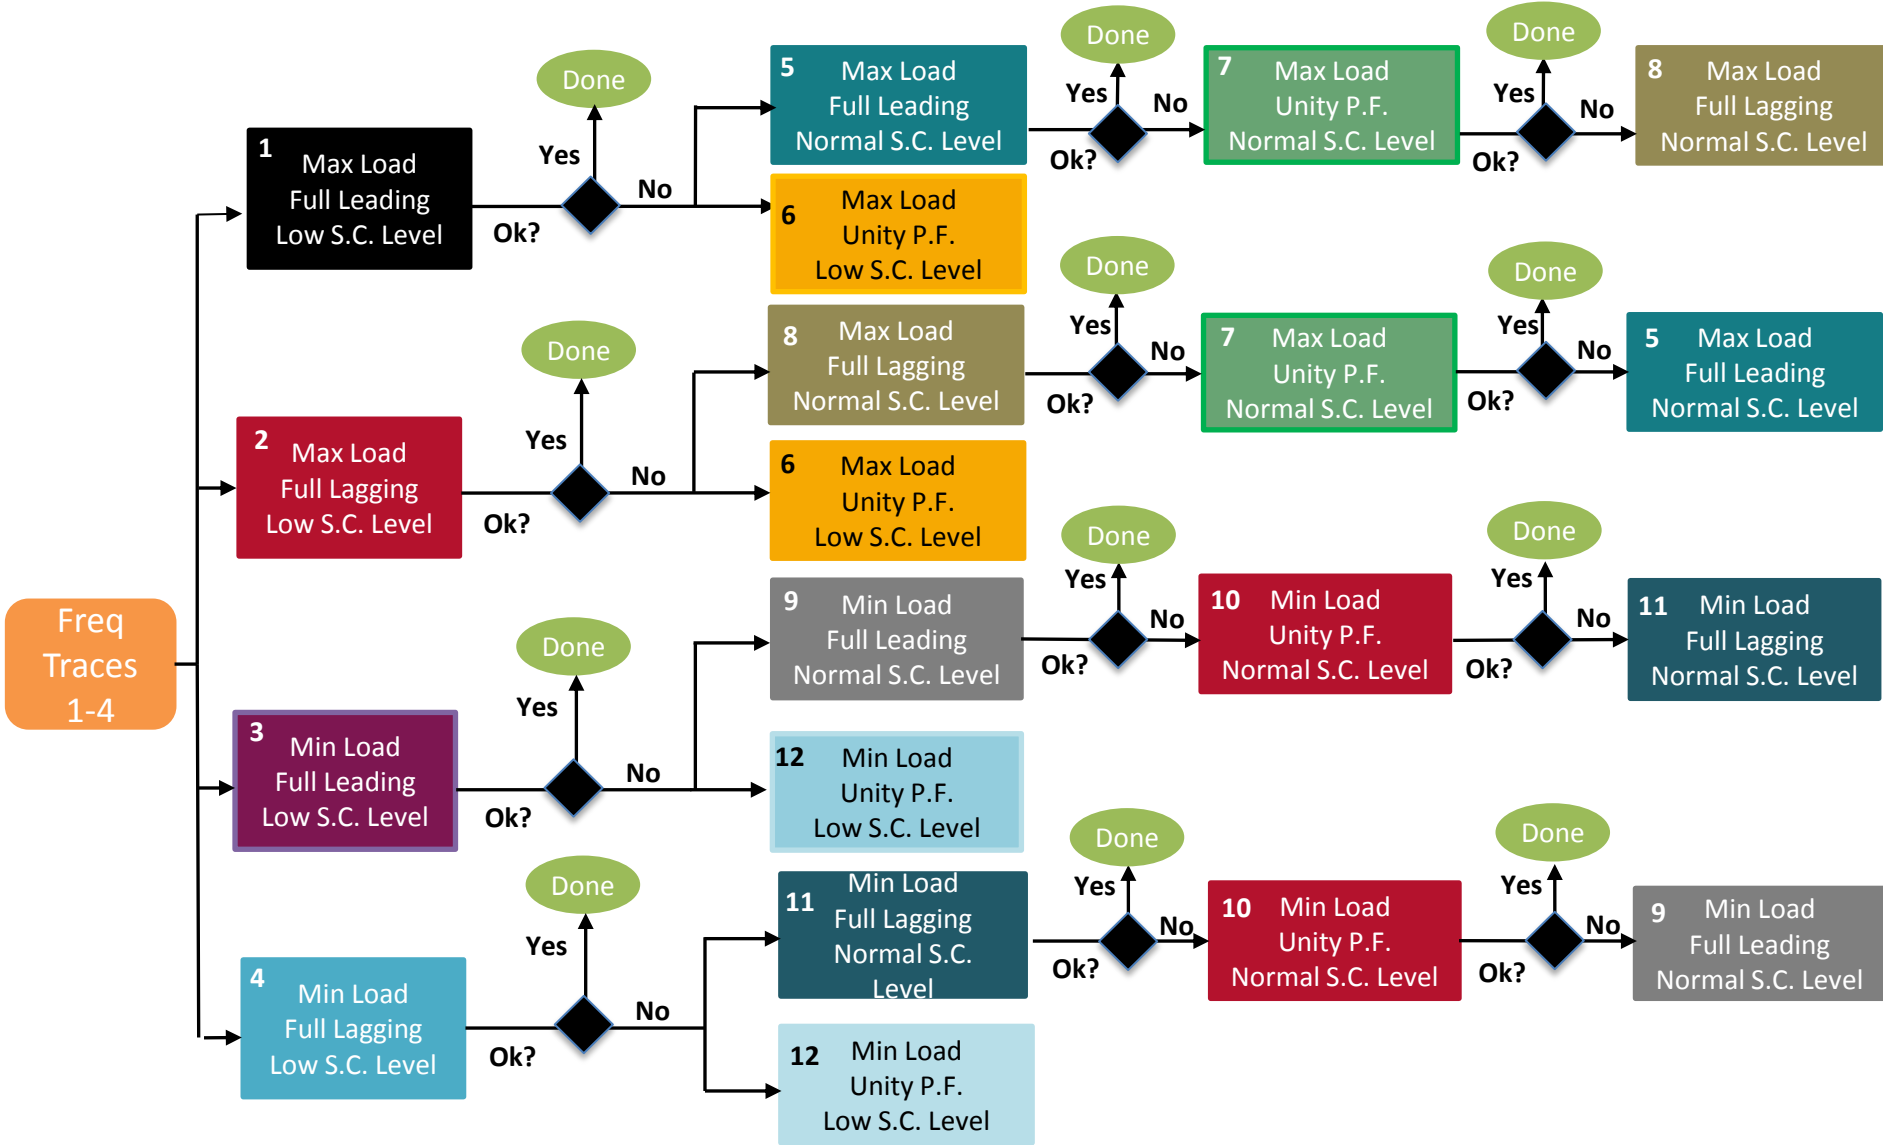 Freq
Traces
1-4
1
Max Load
Full Leading
Low S.C. Level
Ok?
Yes
Done
No
5
Max Load
Full Leading
Normal S.C. Level
Ok?
Yes
Done
No
7
Max Load
Unity P.F.
Normal S.C. Level
Ok?
Yes
Done
No
8
Max Load
Full Lagging
Normal S.C. Level
6
Max Load
Unity P.F.
Low S.C. Level
2
Max Load
Full Lagging
Low S.C. Level
Ok?
Yes
Done
No
8
Max Load
Full Lagging
Normal S.C. Level
Ok?
Yes
Done
No
7
Max Load
Unity P.F.
Normal S.C. Level
Ok?
Yes
Done
No
5
Max Load
Full Leading
Normal S.C. Level
6
Max Load
Unity P.F.
Low S.C. Level
3
Min Load
Full Leading
Low S.C. Level
Ok?
Yes
Done
No
9
Min Load
Full Leading
Normal S.C. Level
Ok?
Yes
Done
No
10
Min Load
Unity P.F.
Normal S.C. Level
Ok?
Yes
Done
No
11
Min Load
Full Lagging
Normal S.C. Level
12
Min Load
Unity P.F.
Low S.C. Level
4
Min Load
Full Lagging
Low S.C. Level
Ok?
Yes
Done
No
11
Min Load
Full Lagging
Normal S.C.
Level
Ok?
Yes
Done
No
10
Min Load
Unity P.F.
Normal S.C. Level
Ok?
Yes
Done
No
9
Min Load
Full Leading
Normal S.C. Level
12
Min Load
Unity P.F.
Low S.C. Level